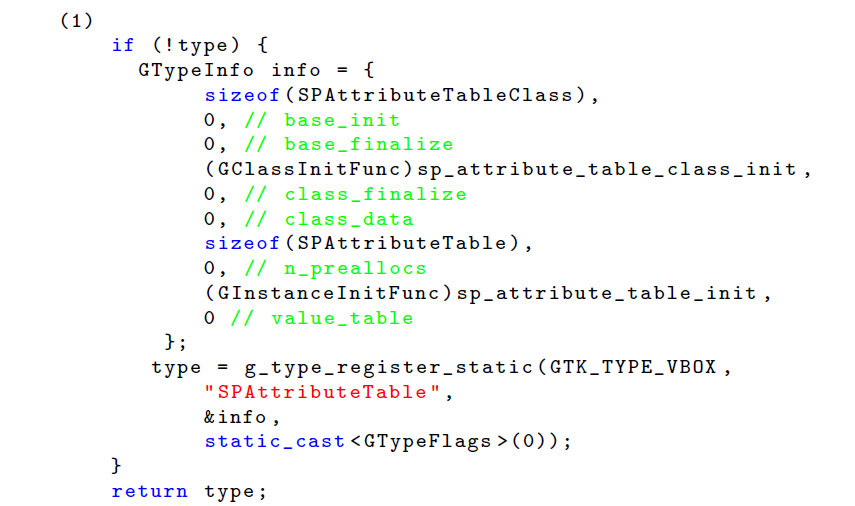 (1)
if (!type) {
GTypeInfo info = {
sizeof(SPAttributeTableClass),
0, // base_init
0, // base_finalize
(GClassInitFunc)sp_attribute_table_class_init,
0, // class_finalize
0, // class_data
sizeof(SPAttributeTable),
0, // n_preallocs
(GInstanceInitFunc)sp_attribute_table_init,
0 // value_table
};
type = g_type_register_static(GTK_TYPE_VBOX,
"SPAttributeTable",
&info,
static_cast<GTypeFlags>(0));
}
return type;